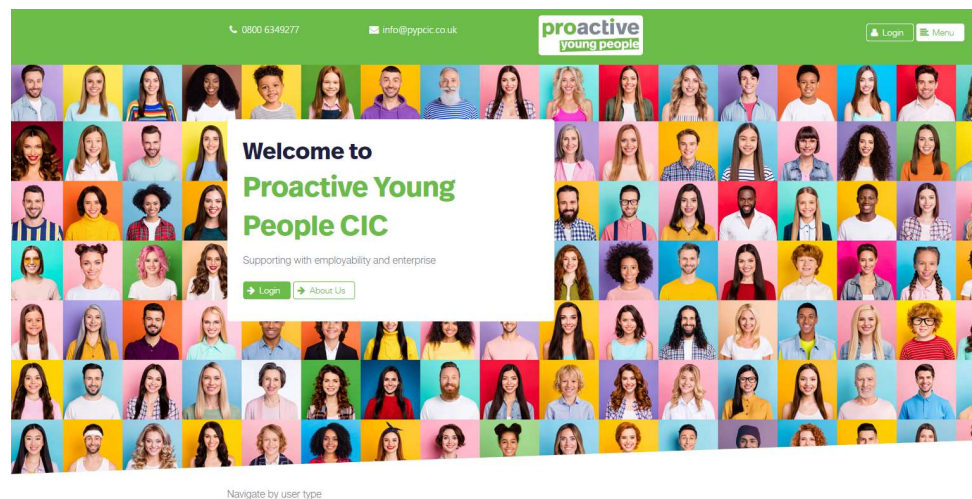 0800 6349277
info@pypcic.co.uk
proactive
young people
Login
Menu
Welcome to
Proactive Young
People CIC
Supporting with employability and enterprise
Login
About Us
Navigate by user type